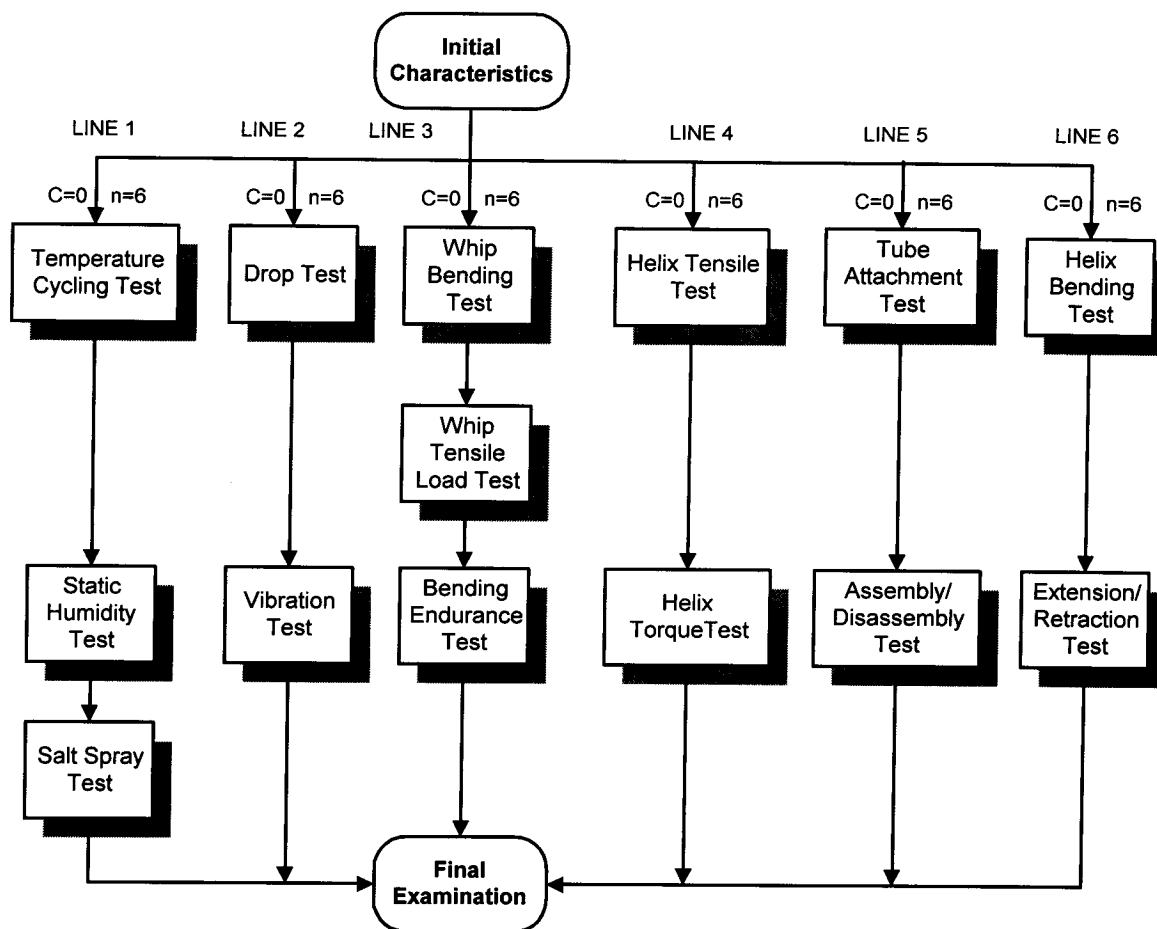 Initial
Characteristics
LINE 1
LINE 2
LINE 3
LINE 4
LINE 5
LINE 6
C=0 n=6
C=0 n=6
C=0 n=6
C=0 n=6
C=0 n=6
C=0 n=6
Temperature
Cycling Test
Drop Test
Whip
Bending
Test
Helix Tensile
Test
Tube
Attachment
Test
Helix
Bending
Test
Whip
Tensile
Load Test
Static
Humidity
Test
Vibration
Test
Bending
Endurance
Test
Helix
TorqueTest
Assembly/
Disassembly
Test
Extension/
Retraction
Test
Salt Spray
Test
Final
Examination